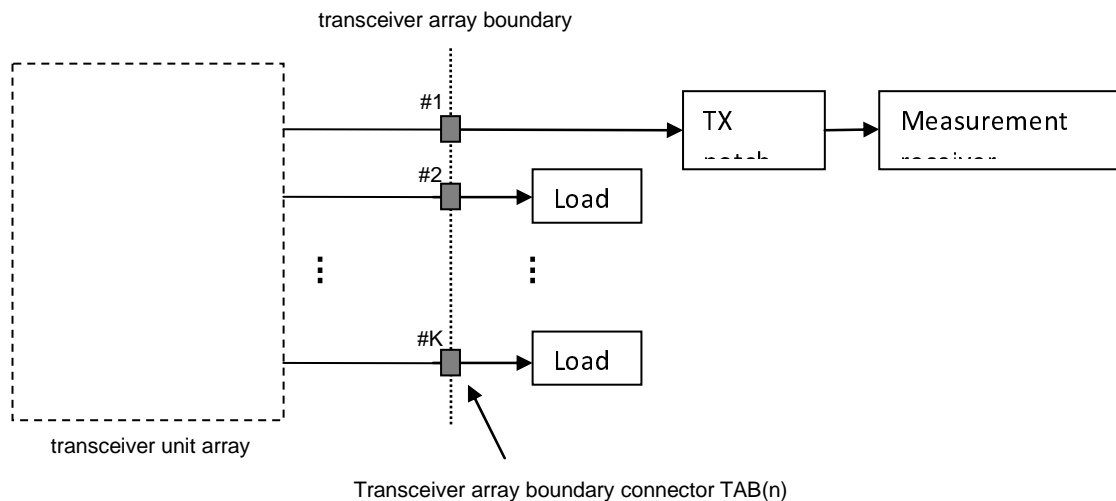 transceiver array boundary
#1
TX
Measurement
#2
Load
#K
Load
transceiver unit array
Transceiver array boundary connector TAB(n)